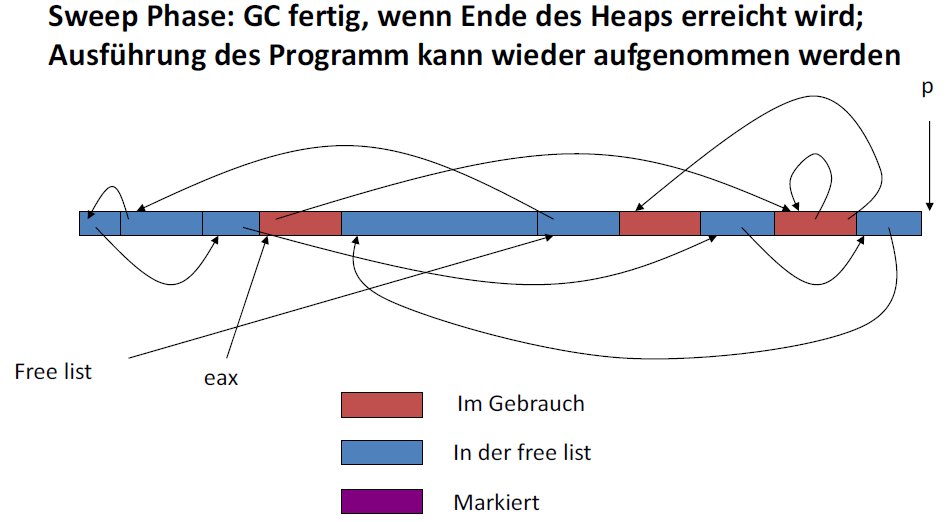 Sweep Phase: GC fertig, wenn Ende des Heaps erreicht wird;
Ausführung des Programm kann wieder aufgenommen werden
p
Free list
eax
Im Gebrauch
In der free list
Markiert